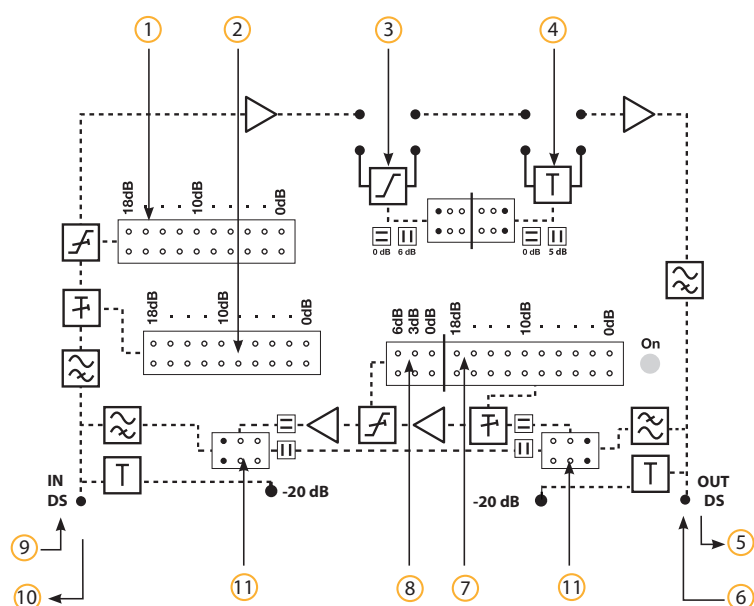 1 2 3 4
18dB . . . . 10dB . . . . 0dB
T
0 dB 6 dB 0 dB 5 dB
18dB . . . . 10dB . . . . 0dB
6dB 3dB 0dB 18dB . . . . 10dB . . . . 0dB
On
T
T
IN
DS
T
-20 dB
-20 dB
T
OUT
DS
9 5
10 11 8 7 11 6